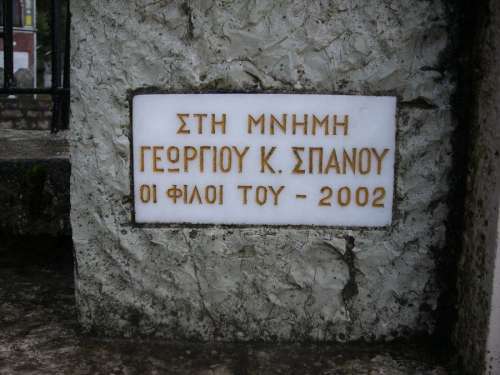 ΣΤΗ ΜΝΗΜΗ
ΓΕΩΡΓΙΟΥ Κ. ΣΠΑΝΟΥ
ΟΙ ΦΙΛΟΙ ΤΟΥ - 2002